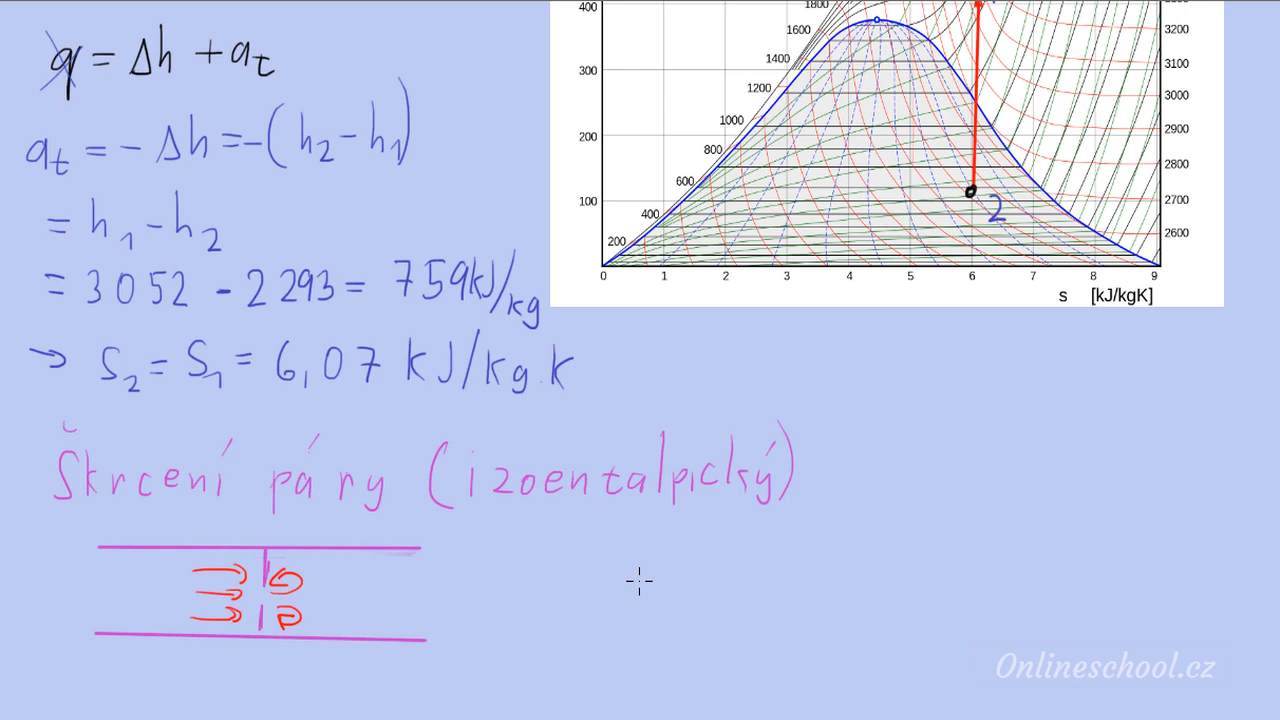 q = Δh + a_t
a_t = - Δh = -(h_2 - h_1)
= h_1 - h_2
= 3052 - 2293 = 759 kJ/kg
→ s_2 = s_1 = 6,07 kJ/kg.K
Škrcení páry (izoentalpický)
400
300
200
100
1800
1600
1400
1200
1000
800
600
400
200
3200
3100
3000
2900
2800
2700
2600
2
0 1 2 3 4 5 6 7 8 9
s [kJ/kgK]
Onlineschool.cz